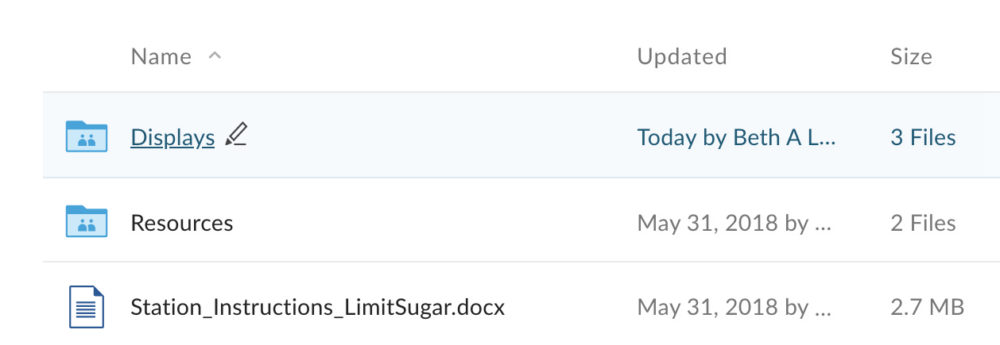 Name Updated Size
Displays Today by Beth A L... 3 Files
Resources May 31, 2018 by ... 2 Files
Station_Instructions_LimitSugar.docx May 31, 2018 by ... 2.7 MB